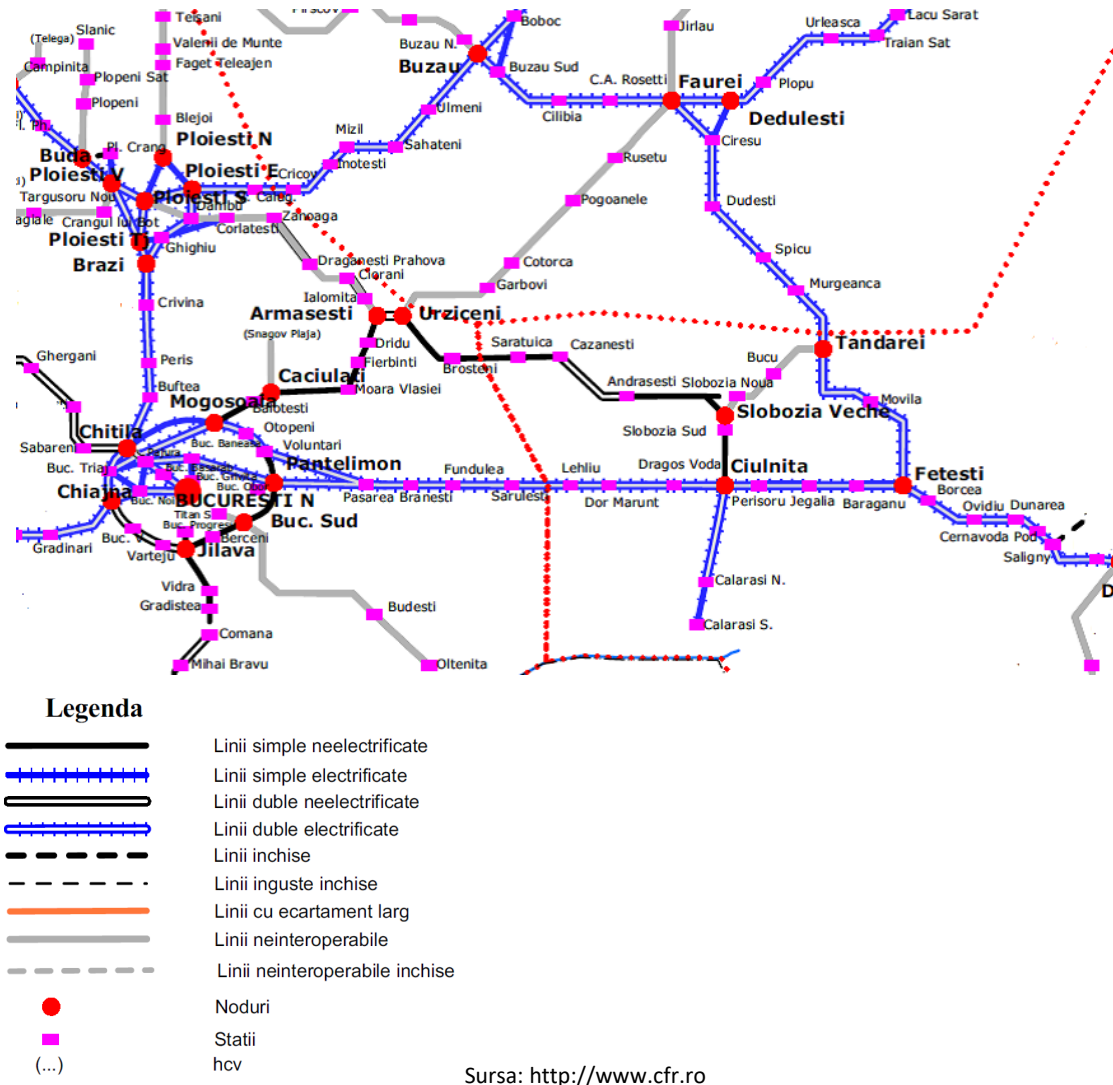 Teisani
Boboc
Lacu Sarat
Urleasca
Slanic
(Telega)
Buzau N.
Jirlau
Traian Sat
Valenii de Munte
Faget Teleajen
Campinita
Plopeni Sat
Buzau
Buzau Sud
C.A. Rosetti
Faurei
Plopu
Plopeni
Blejoi
Ulmeni
Cilibia
Dedulesti
Mizil
Ploiesti N
Pl. Crang
Sahateni
Ciresu
Buda
Inotesti
Rusetu
Ploiesti V
Ploiesti E
Cricov
Targusoru Nou
Ploiesti S
Pogoanele
Dudesti
Crangul lui Bot
Dambu
Zanoaga
Corlatesti
Ploiesti Tj
Ghighiu
Spicu
Brazi
Draganesti Prahova
Cotorca
Ciorani
Murgeanca
Garbovi
Crivina
Ialomita
Armasesti
Urziceni
(Snagov Plaja)
Dridu
Tandarei
Ghergani
Peris
Fierbinti
Saratuica
Cazanesti
Bucu
Brosteni
Caciulati
Moara Vlasiei
Andrasesti
Slobozia Noua
Buftea
Movila
Mogosoaia
Balotesti
Otopeni
Slobozia Veche
Chitila
Slobozia Sud
Sabareni
Buc. Baneasa
Voluntari
Buc. Triaj
Buc. Basarab
Pantelimon
Fundulea
Lehliu
Dragos Voda
Ciulnita
Fetesti
Chiajna
BUCURESTI N
Pasarea
Branesti
Sarulesti
Dor Marunt
Perisoru
Jegalia
Baraganu
Borcea
Buc. Sud
Ovidiu
Dunarea
Gradinari
Buc. V
Berceni
Cernavoda Pod
Varteju
Jilava
Saligny
Vidra
Calarasi N.
Gradistea
Budesti
Calarasi S.
Comana
Mihai Bravu
Oltenita
Legenda
Linii simple neelectrificate
Linii simple electrificate
Linii duble neelectrificate
Linii duble electrificate
Linii inchise
Linii inguste inchise
Linii cu ecartament larg
Linii neinteroperabile
Linii neinteroperabile inchise
Noduri
Statii
(...)
hcv
Sursa: http://www.cfr.ro